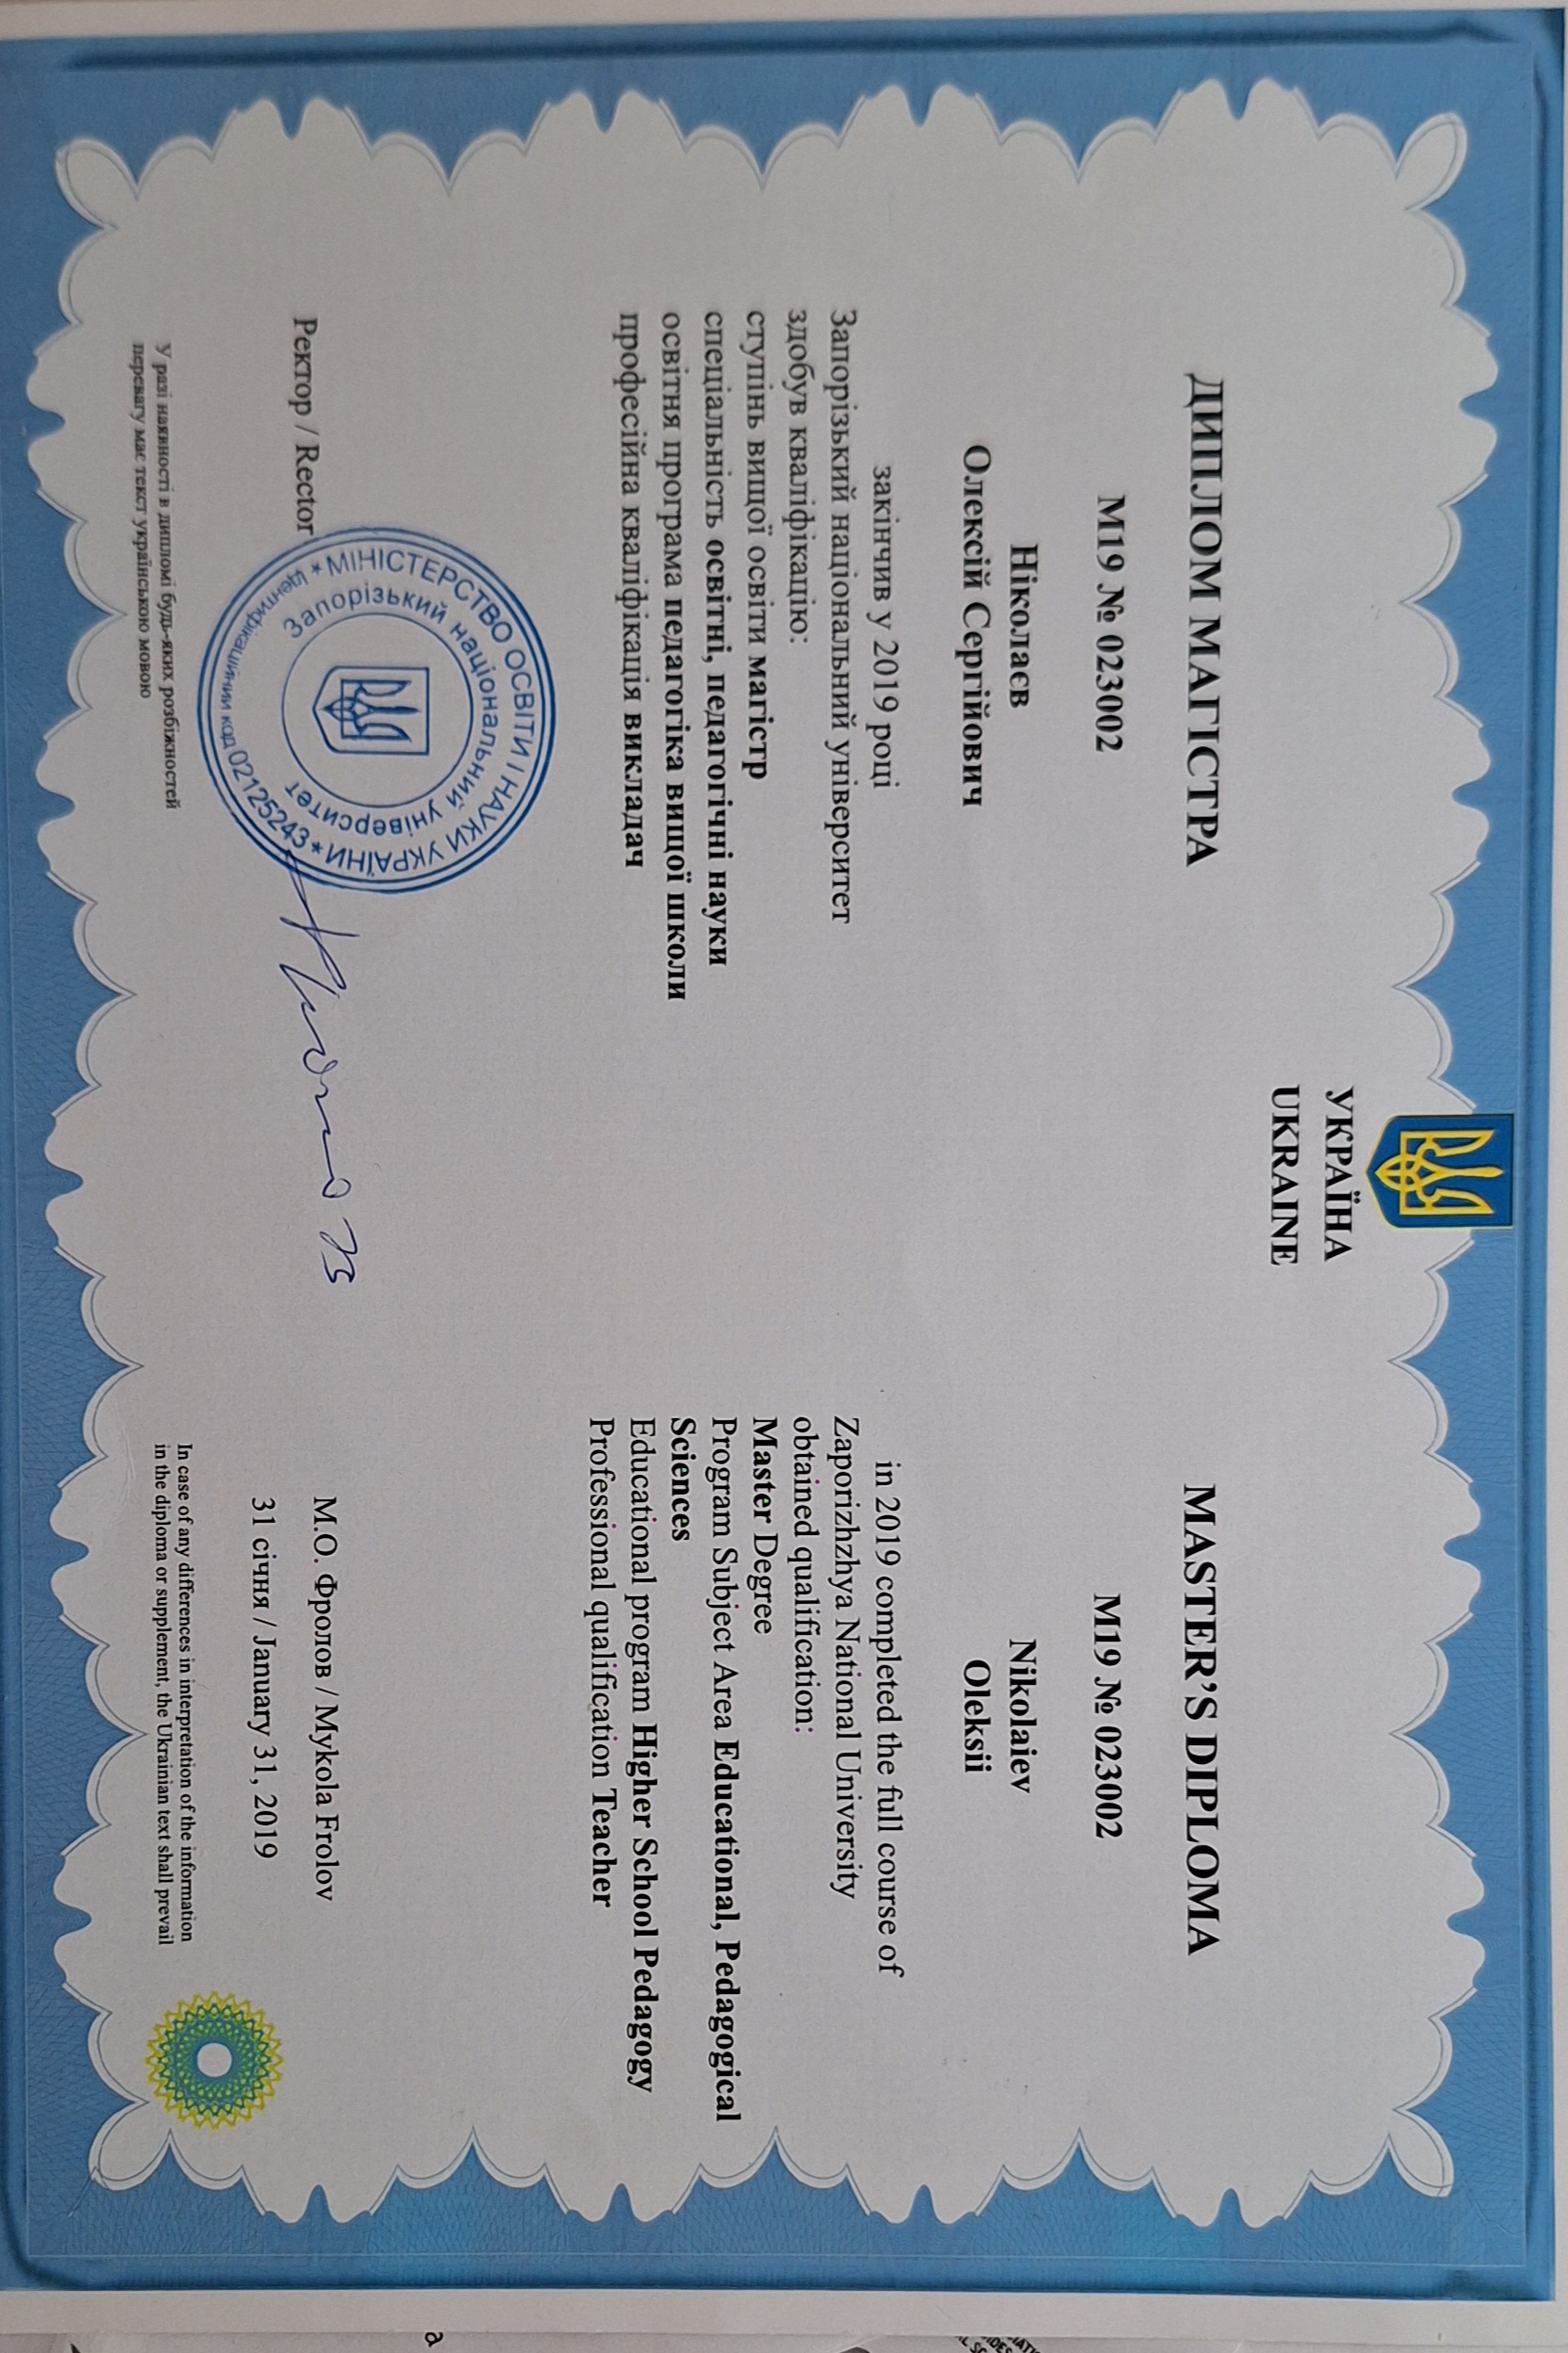 УКРАЇНА
UKRAINE
ДИПЛОМ МАГІСТРА
М19 № 023002
Ніколаєв
Олексій Сергійович
закінчив у 2019 році
Запорізький національний університет
здобув кваліфікацію:
ступінь вищої освіти магістр
спеціальність освітні, педагогічні науки
освітня програма педагогіка вищої школи
професійна кваліфікація викладач
Ректор / Rector
* МІНІСТЕРСТВО ОСВІТИ І НАУКИ УКРАЇНИ *
Запорізький національний університет
ідентифікаційний код 02125243
У разі наявності в дипломі будь-яких розбіжностей
перевагу має текст українською мовою
MASTER’S DIPLOMA
М19 № 023002
Nikolaiev
Oleksii
in 2019 completed the full course of
Zaporizhzhya National University
obtained qualification:
Master Degree
Program Subject Area Educational, Pedagogical
Sciences
Educational program Higher School Pedagogy
Professional qualification Teacher
М.О. Фролов / Mykola Frolov
31 січня / January 31, 2019
In case of any differences in interpretation of the information
in the diploma or supplement, the Ukrainian text shall prevail